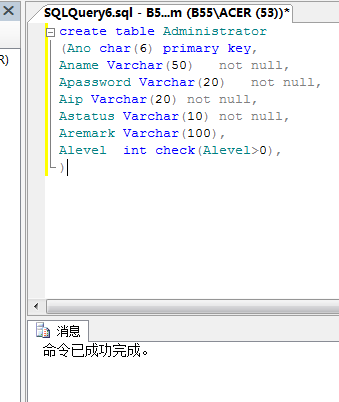 R)
SQLQuery6.sql - B5...m (B55\ACER (53))*
create table Administrator
(Ano char(6) primary key,
Aname Varchar(50)   not null,
Apassword Varchar(20)   not null,
Aip Varchar(20) not null,
Astatus Varchar(10) not null,
Aremark Varchar(100),
Alevel  int check(Alevel>0),
)
消息
命令已成功完成。